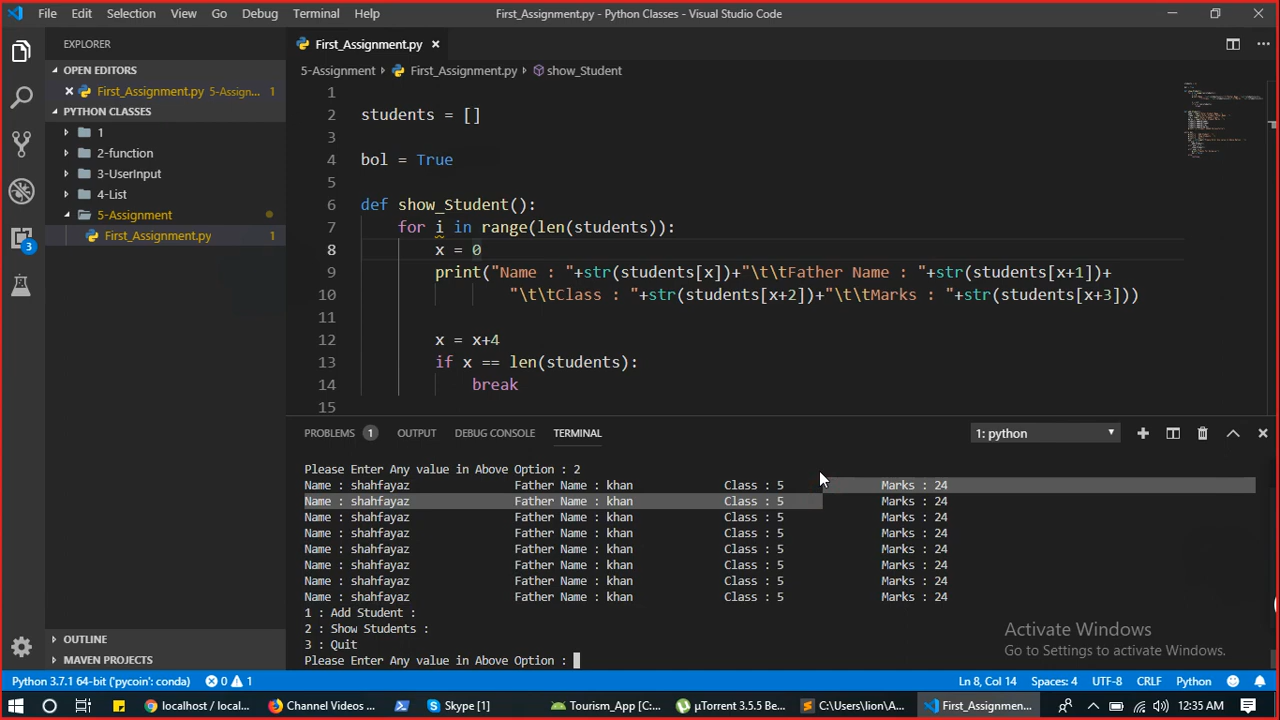 File Edit Selection View Go Debug Terminal Help First_Assignment.py - Python Classes - Visual Studio Code
EXPLORER
OPEN EDITORS
First_Assignment.py 5-Assign... 1
PYTHON CLASSES
1
2-function
3-UserInput
4-List
5-Assignment
First_Assignment.py 1
OUTLINE
MAVEN PROJECTS
3
First_Assignment.py
5-Assignment First_Assignment.py show_Student
1
2 students = []
3
4 bol = True
5
6 def show_Student():
7 for i in range(len(students)):
8 x = 0
9 print("Name : "+str(students[x])+"\t\tFather Name : "+str(students[x+1])+
10 "\t\tClass : "+str(students[x+2])+"\t\tMarks : "+str(students[x+3]))
11
12 x = x+4
13 if x == len(students):
14 break
15
PROBLEMS 1 OUTPUT DEBUG CONSOLE TERMINAL 1: python
Please Enter Any value in Above Option : 2
Name : shahfayaz Father Name : khan Class : 5 Marks : 24
Name : shahfayaz Father Name : khan Class : 5 Marks : 24
Name : shahfayaz Father Name : khan Class : 5 Marks : 24
Name : shahfayaz Father Name : khan Class : 5 Marks : 24
Name : shahfayaz Father Name : khan Class : 5 Marks : 24
Name : shahfayaz Father Name : khan Class : 5 Marks : 24
Name : shahfayaz Father Name : khan Class : 5 Marks : 24
Name : shahfayaz Father Name : khan Class : 5 Marks : 24
1 : Add Student :
2 : Show Students :
3 : Quit
Please Enter Any value in Above Option :
Activate Windows
Go to Settings to activate Windows.
Python 3.7.1 64-bit ('pycoin': conda) 0 1 Ln 8, Col 14 Spaces: 4 UTF-8 CRLF Python
localhost / local... Channel Videos ... Skype [1] Tourism_App [C:... µTorrent 3.5.5 Be... C:\Users\lion\A... First_Assignmen... 12:35 AM